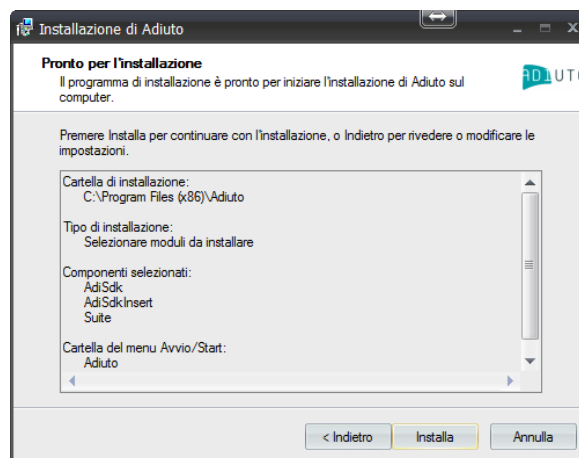 Installazione di Adiuto
Pronto per l'installazione
Il programma di installazione è pronto per iniziare l'installazione di Adiuto sul
computer.
ADIUTO
Premere Installa per continuare con l'installazione, o Indietro per rivedere o modificare le
impostazioni.
Cartella di installazione:
C:\Program Files (x86)\Adiuto
Tipo di installazione:
Selezionare moduli da installare
Componenti selezionati:
AdiSdk
AdiSdkInsert
Suite
Cartella del menu Avvio/Start:
Adiuto
< Indietro
Installa
Annulla